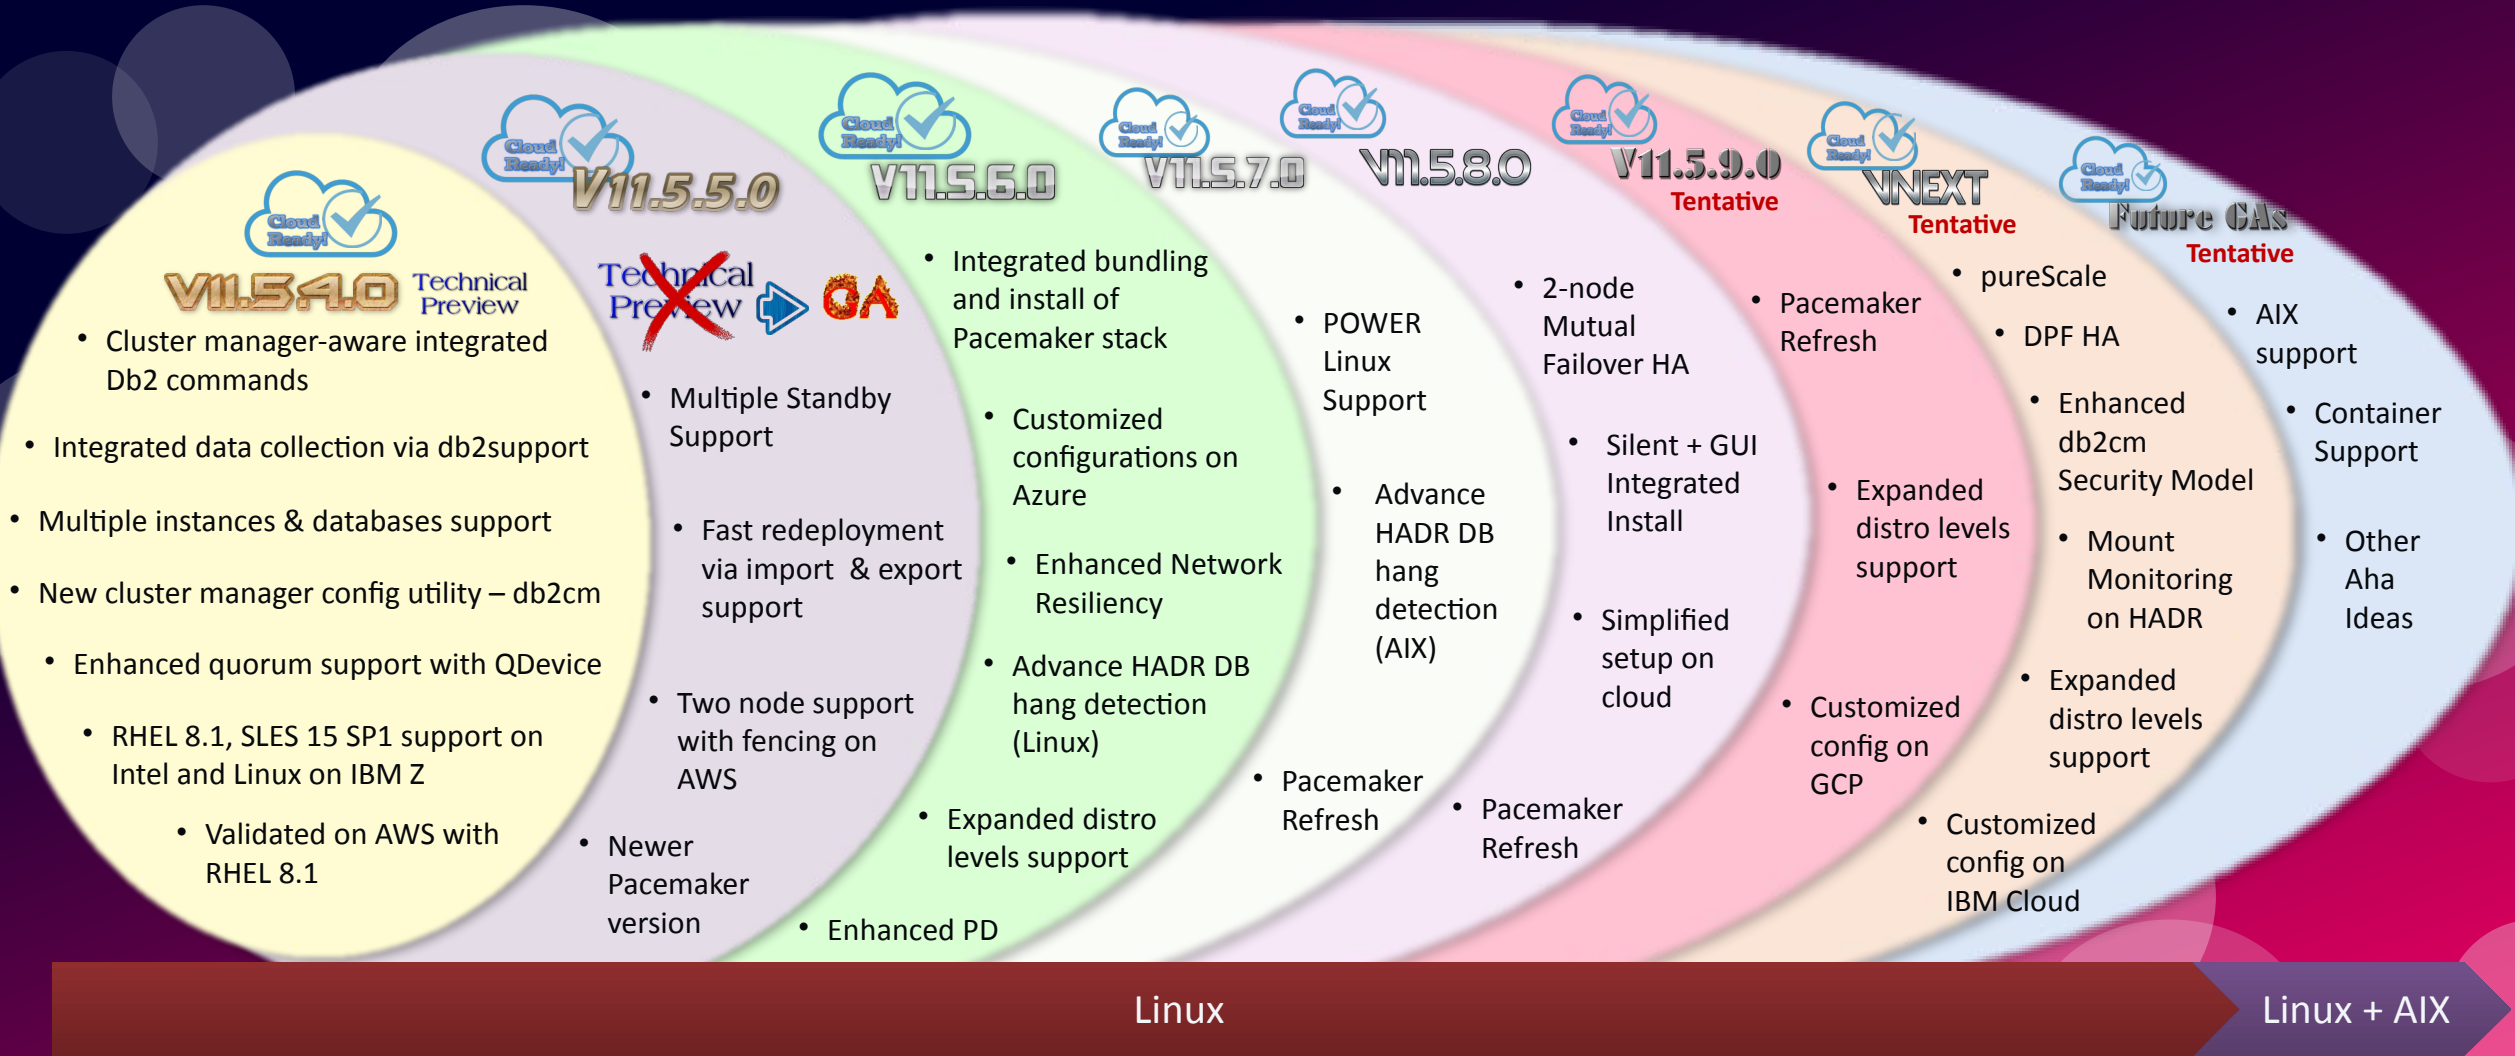 Cloud
Ready!
V11.5.4.0
Technical
Preview
• Cluster manager-aware integrated
Db2 commands
• Integrated data collection via db2support
• Multiple instances & databases support
• New cluster manager config utility – db2cm
• Enhanced quorum support with QDevice
• RHEL 8.1, SLES 15 SP1 support on
Intel and Linux on IBM Z
• Validated on AWS with
RHEL 8.1
Cloud
Ready!
V11.5.5.0
Technical
Preview
GA
• Multiple Standby
Support
• Fast redeployment
via import & export
support
• Two node support
with fencing on
AWS
• Newer
Pacemaker
version
Cloud
Ready!
V11.5.6.0
• Integrated bundling
and install of
Pacemaker stack
• Customized
configurations on
Azure
• Enhanced Network
Resiliency
• Advance HADR DB
hang detection
(Linux)
• Expanded distro
levels support
• Enhanced PD
Cloud
Ready!
V11.5.7.0
• POWER
Linux
Support
• Advance
HADR DB
hang
detection
(AIX)
• Pacemaker
Refresh
Cloud
Ready!
V11.5.8.0
• 2-node
Mutual
Failover HA
• Silent + GUI
Integrated
Install
• Simplified
setup on
cloud
• Pacemaker
Refresh
Cloud
Ready!
V11.5.9.0
Tentative
• Pacemaker
Refresh
• Expanded
distro levels
support
• Customized
config on
GCP
Cloud
Ready!
VNEXT
Tentative
• pureScale
• DPF HA
• Enhanced
db2cm
Security Model
• Mount
Monitoring
on HADR
• Expanded
distro levels
support
• Customized
config on
IBM Cloud
Cloud
Ready!
Future GAs
Tentative
• AIX
support
• Container
Support
• Other
Aha
Ideas
Linux
Linux + AIX